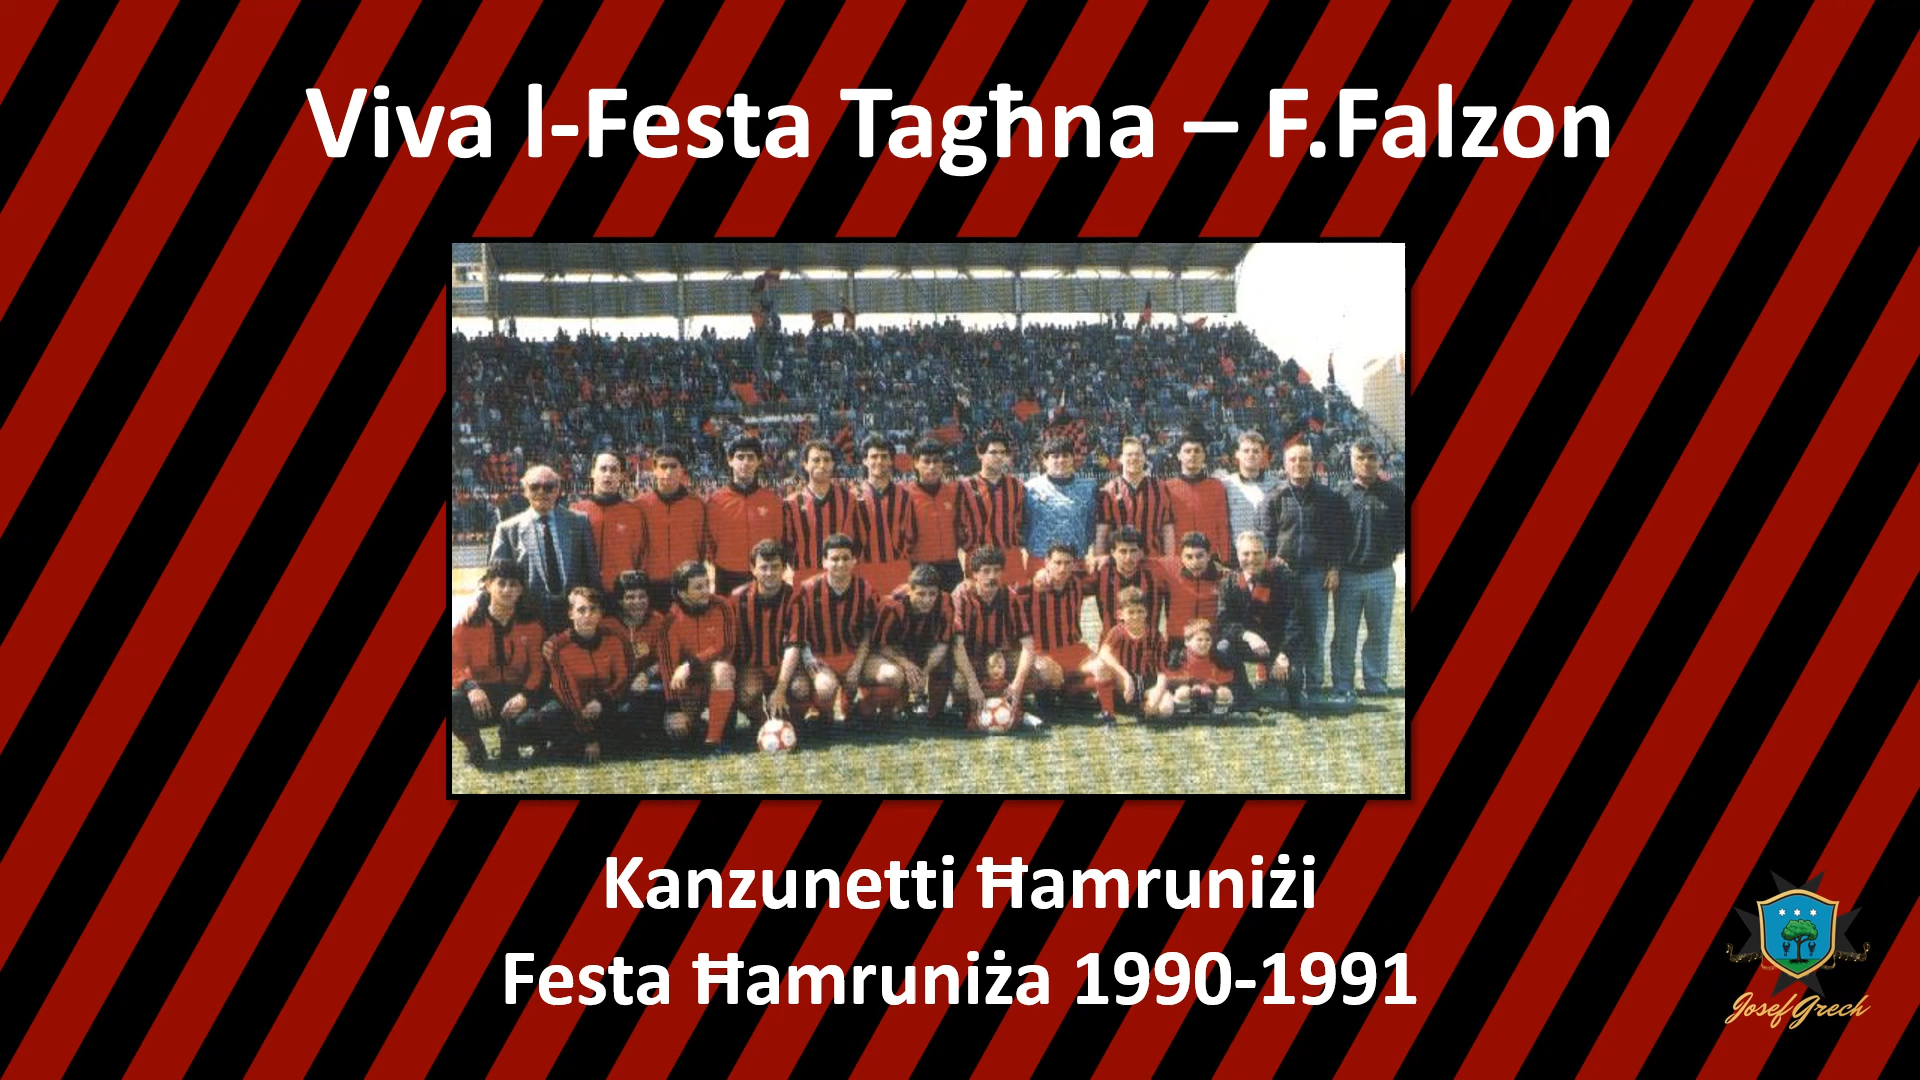 Viva l-Festa Tagħna – F.Falzon
Kanzunetti Ħamruniżi
Festa Ħamruniża 1990-1991
Josef Grech